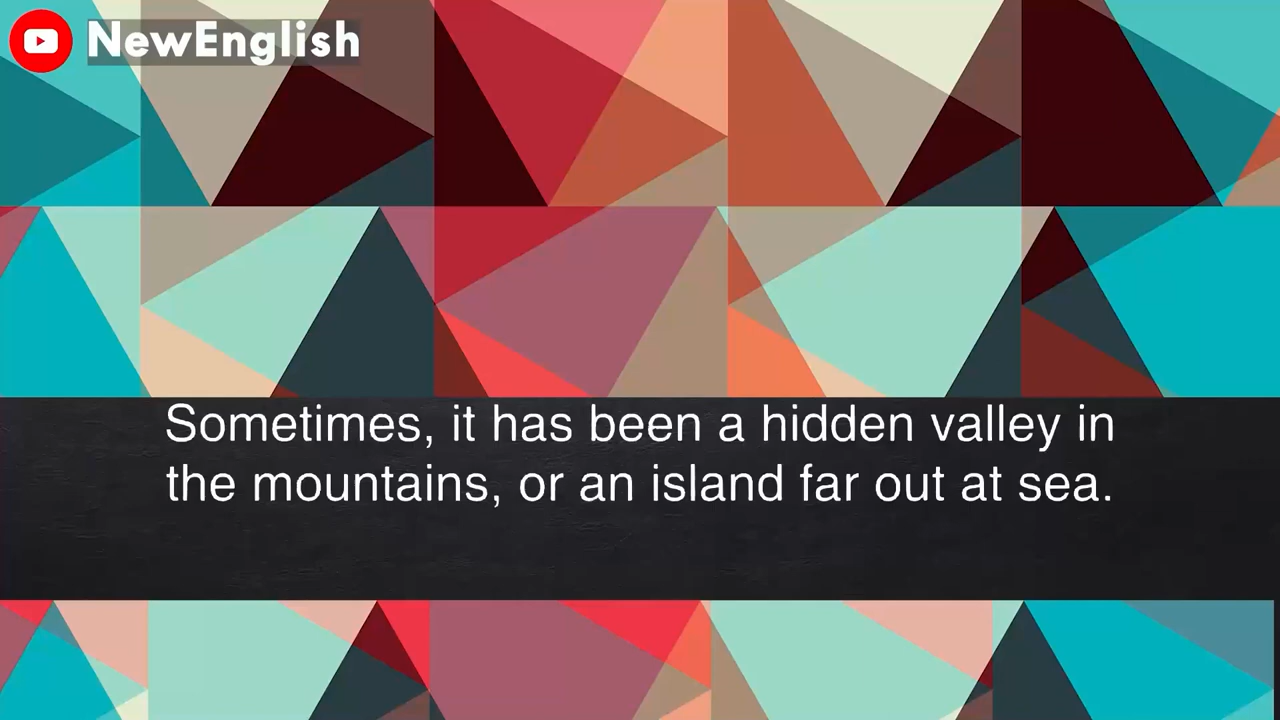 NewEnglish
Sometimes, it has been a hidden valley in
the mountains, or an island far out at sea.